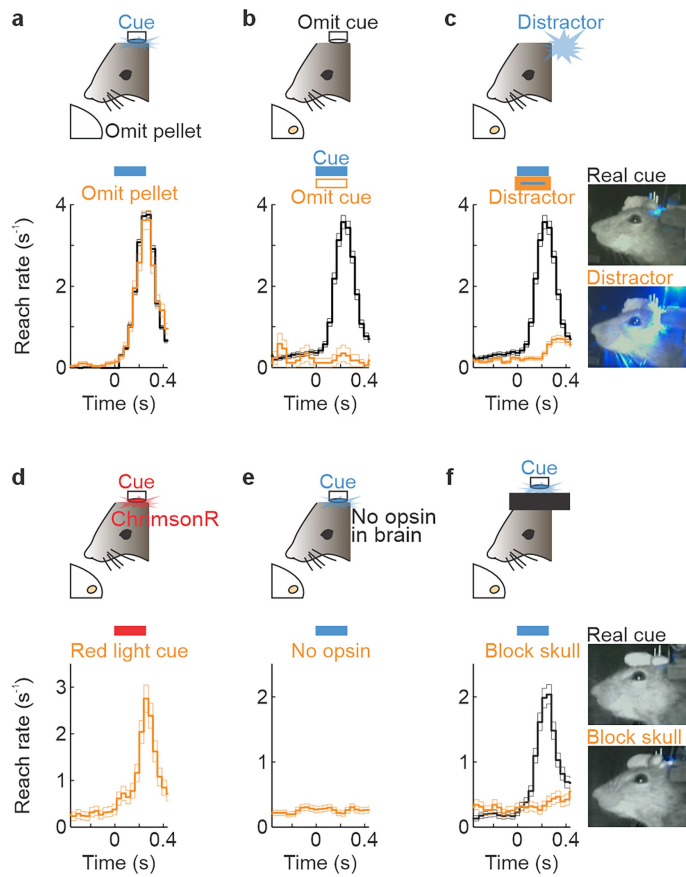 a
Cue
Omit pellet
Omit pellet
Reach rate (s⁻¹)
4
2
0
0
0.4
Time (s)
b
Omit cue
Cue
Omit cue
4
2
0
0
0.4
Time (s)
c
Distractor
Distractor
4
2
0
0
0.4
Time (s)
Real cue
Distractor
d
Cue
ChrimsonR
Red light cue
Reach rate (s⁻¹)
3
2
1
0
0
0.4
Time (s)
e
Cue
No opsin
in brain
No opsin
2
1
0
0
0.4
Time (s)
f
Cue
Block skull
2
1
0
0
0.4
Time (s)
Real cue
Block skull